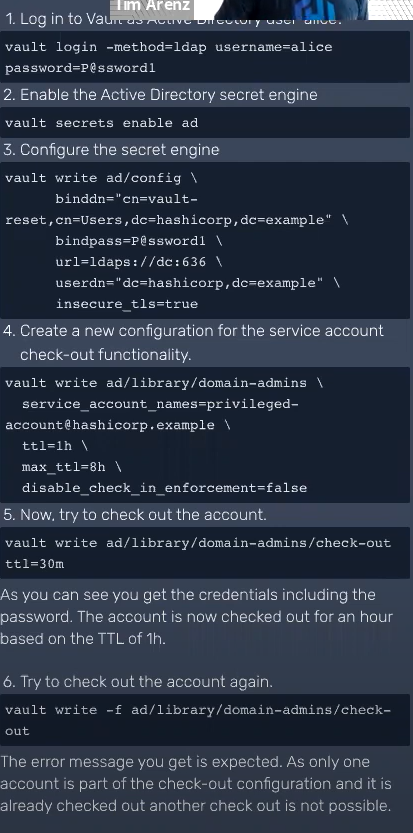 Tim Arenz
1. Log in to Vault as Active Directory user alice.
vault login -method=ldap username=alice
password=P@ssword1
2. Enable the Active Directory secret engine
vault secrets enable ad
3. Configure the secret engine
vault write ad/config \
binddn="cn=vault-
reset,cn=Users,dc=hashicorp,dc=example" \
bindpass=P@ssword1 \
url=ldaps://dc:636 \
userdn="dc=hashicorp,dc=example" \
insecure_tls=true
4. Create a new configuration for the service account
check-out functionality.
vault write ad/library/domain-admins \
service_account_names=privileged-
account@hashicorp.example \
ttl=1h \
max_ttl=8h \
disable_check_in_enforcement=false
5. Now, try to check out the account.
vault write ad/library/domain-admins/check-out
ttl=30m
As you can see you get the credentials including the
password. The account is now checked out for an hour
based on the TTL of 1h.
6. Try to check out the account again.
vault write -f ad/library/domain-admins/check-
out
The error message you get is expected. As only one
account is part of the check-out configuration and it is
already checked out another check out is not possible.